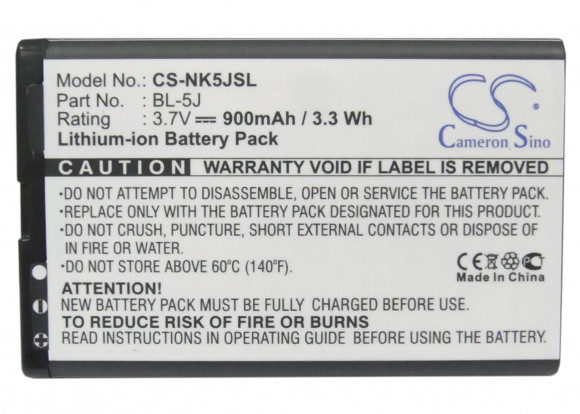 Model No.: CS-NK5JSL
Part No. : BL-5J
Rating : 3.7V 900mAh / 3.3 Wh
Lithium-ion Battery Pack
CS
Cameron Sino
CAUTION WARRANTY VOID IF LABEL IS REMOVED
•DO NOT ATTEMPT TO DISASSEMBLE, OPEN OR SERVICE THE BATTERY PACK.
•REPLACE ONLY WITH A BATTERY CERTIFIED FOR THIS PRODUCT.
•DO NOT CRUSH, PUNCTURE, SHORT EXTERNAL CONTACTS OR DISPOSE OF
IN FIRE OR WATER.
•DO NOT STORE ABOVE 60°C (140°F).
CE
Made In China
ATTENTION!
NEW BATTERY PACK MUST BE FULLY CHARGED BEFORE USE.
TO REDUCE RISK OF FIRE OR BURNS
READ AND UNDERSTAND OPERATING GUIDE BEFORE USING THE BATTERY.